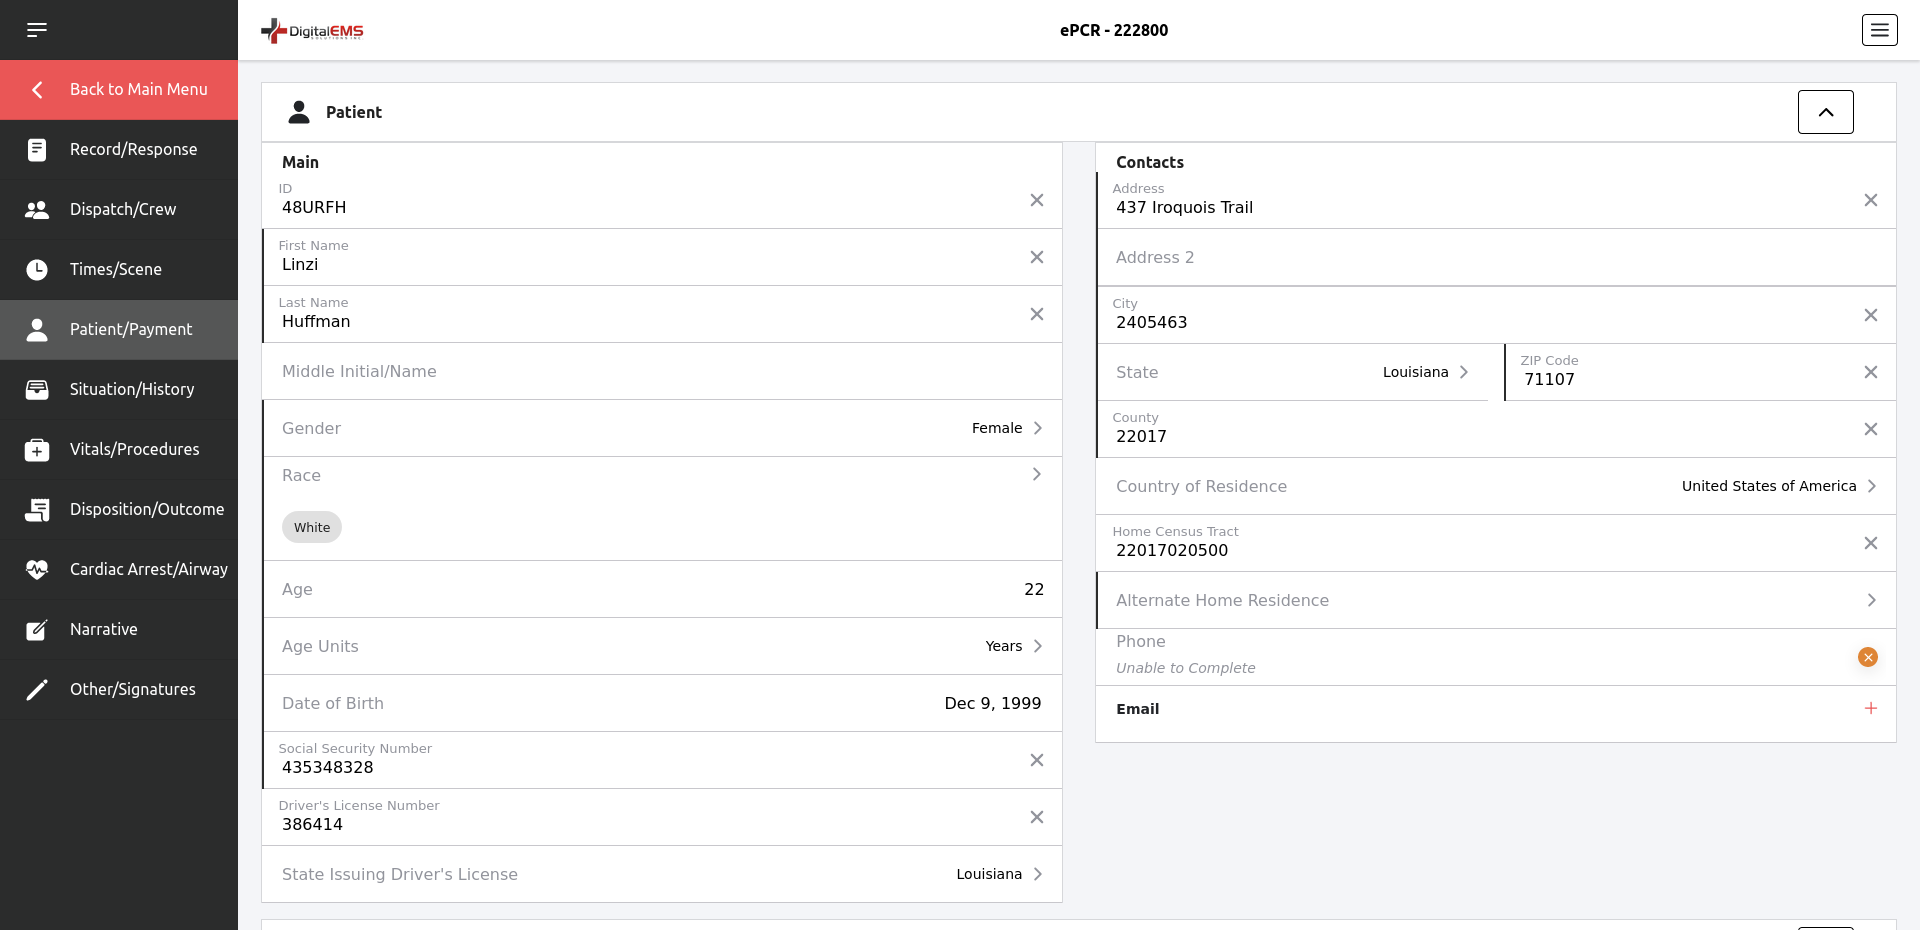 DigitalEMS
ePCR - 222800
Back to Main Menu
Record/Response
Dispatch/Crew
Times/Scene
Patient/Payment
Situation/History
Vitals/Procedures
Disposition/Outcome
Cardiac Arrest/Airway
Narrative
Other/Signatures
Patient
Main
ID
48URFH
First Name
Linzi
Last Name
Huffman
Middle Initial/Name
Gender Female
Race
White
Age 22
Age Units Years
Date of Birth Dec 9, 1999
Social Security Number
435348328
Driver's License Number
386414
State Issuing Driver's License Louisiana
Contacts
Address
437 Iroquois Trail
Address 2
City
2405463
State Louisiana
ZIP Code
71107
County
22017
Country of Residence United States of America
Home Census Tract
22017020500
Alternate Home Residence
Phone
Unable to Complete
Email